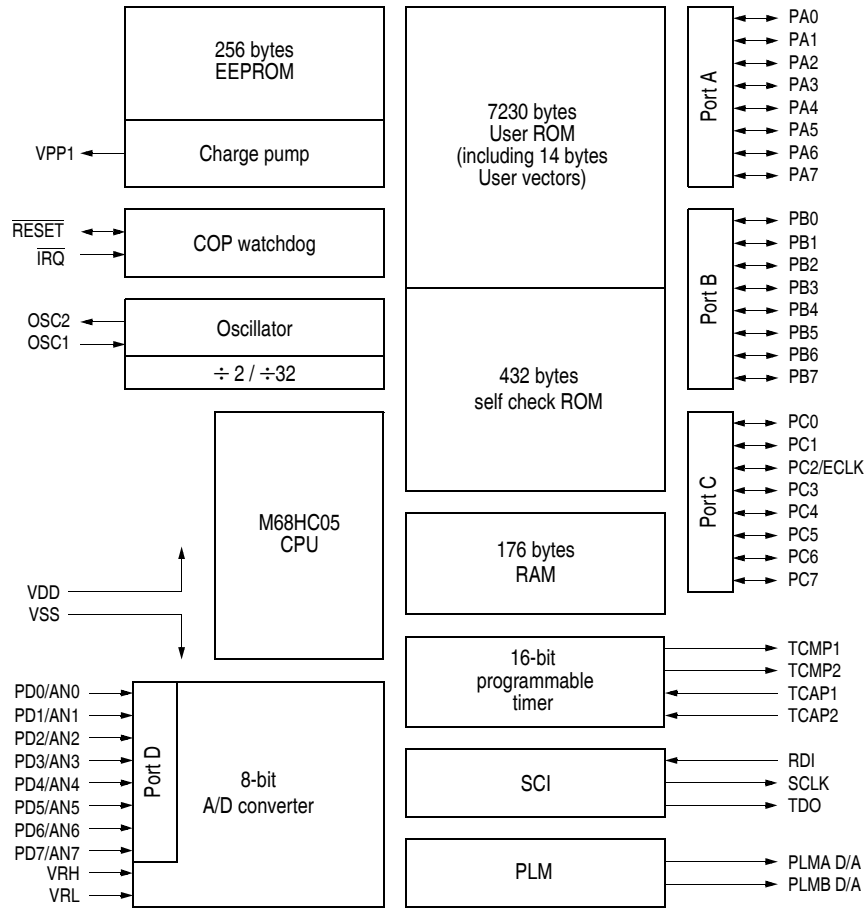 256 bytes
EEPROM
Charge pump
VPP1
RESET
IRQ
COP watchdog
OSC2
OSC1
Oscillator
÷ 2 / ÷32
M68HC05
CPU
VDD
VSS
PD0/AN0
PD1/AN1
PD2/AN2
PD3/AN3
PD4/AN4
PD5/AN5
PD6/AN6
PD7/AN7
VRH
VRL
Port D
8-bit
A/D converter
7230 bytes
User ROM
(including 14 bytes
User vectors)
432 bytes
self check ROM
176 bytes
RAM
16-bit
programmable
timer
SCI
PLM
Port A
PA0
PA1
PA2
PA3
PA4
PA5
PA6
PA7
Port B
PB0
PB1
PB2
PB3
PB4
PB5
PB6
PB7
Port C
PC0
PC1
PC2/ECLK
PC3
PC4
PC5
PC6
PC7
TCMP1
TCMP2
TCAP1
TCAP2
RDI
SCLK
TDO
PLMA D/A
PLMB D/A